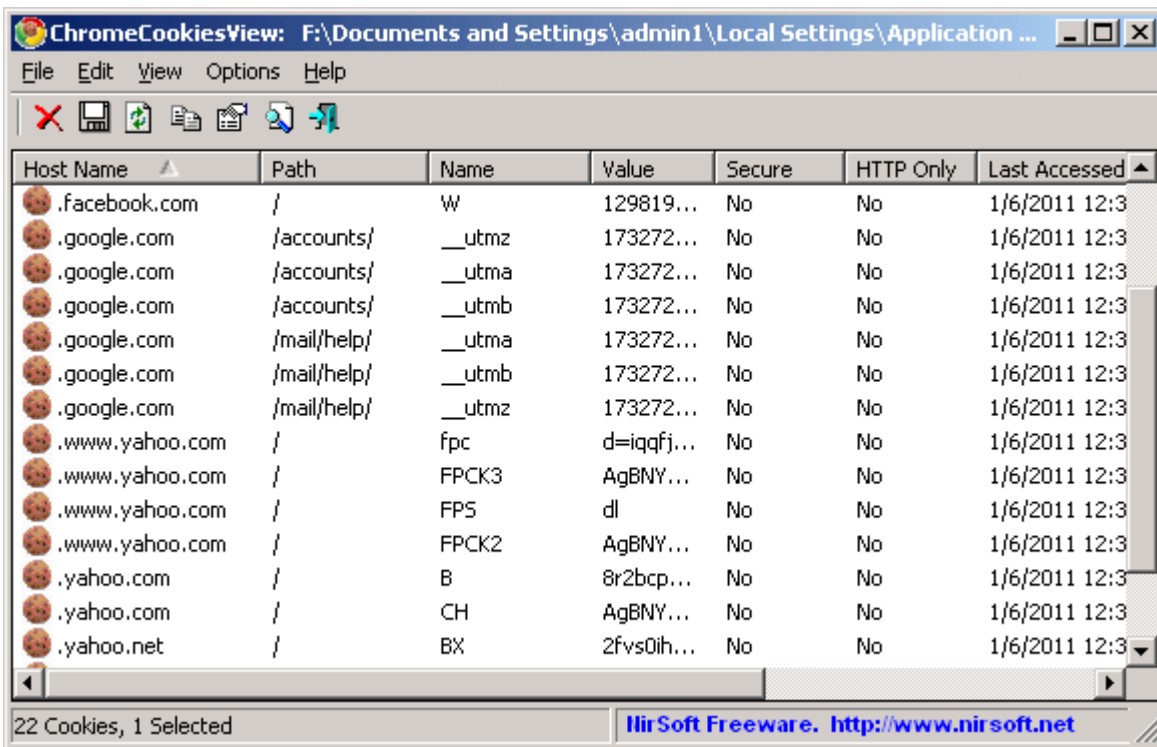 ChromeCookiesView: F:\Documents and Settings\admin1\Local Settings\Application ...
File Edit View Options Help
Host Name Path Name Value Secure HTTP Only Last Accessed
.facebook.com / W 129819... No No 1/6/2011 12:3
.google.com /accounts/ __utmz 173272... No No 1/6/2011 12:3
.google.com /accounts/ __utma 173272... No No 1/6/2011 12:3
.google.com /accounts/ __utmb 173272... No No 1/6/2011 12:3
.google.com /mail/help/ __utma 173272... No No 1/6/2011 12:3
.google.com /mail/help/ __utmb 173272... No No 1/6/2011 12:3
.google.com /mail/help/ __utmz 173272... No No 1/6/2011 12:3
.www.yahoo.com / fpc d=iqqfj... No No 1/6/2011 12:3
.www.yahoo.com / FPCK3 AgBNY... No No 1/6/2011 12:3
.www.yahoo.com / FPS dl No No 1/6/2011 12:3
.www.yahoo.com / FPCK2 AgBNY... No No 1/6/2011 12:3
.yahoo.com / B 8r2bcp... No No 1/6/2011 12:3
.yahoo.com / CH AgBNY... No No 1/6/2011 12:3
.yahoo.net / BX 2fvs0ih... No No 1/6/2011 12:3
22 Cookies, 1 Selected NirSoft Freeware. http://www.nirsoft.net